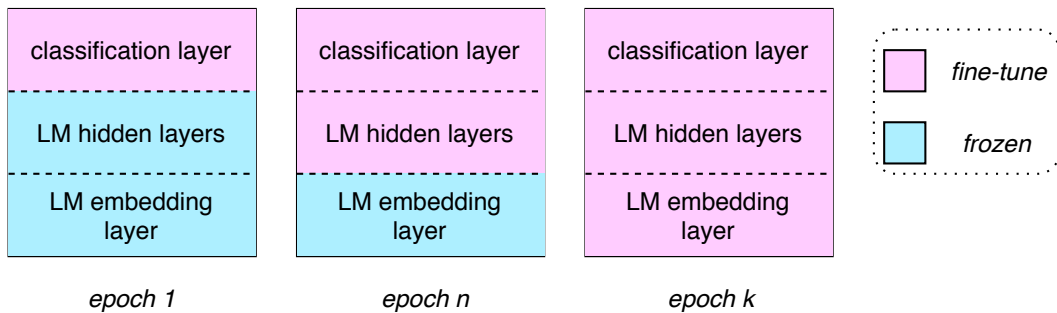 classification layer
LM hidden layers
LM embedding
layer
epoch 1
classification layer
LM hidden layers
LM embedding
layer
epoch n
classification layer
LM hidden layers
LM embedding
layer
epoch k
fine-tune
frozen